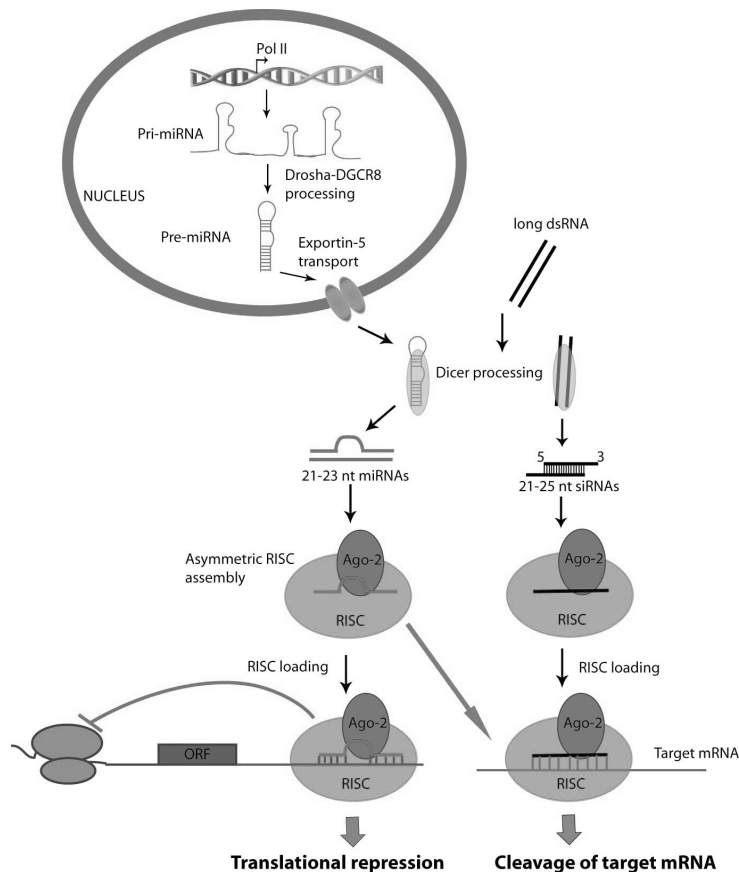 Pol II
Pri-miRNA
Drosha-DGCR8
processing
NUCLEUS
Pre-miRNA
Exportin-5
transport
long dsRNA
Dicer processing
21-23 nt miRNAs
5
3
21-25 nt siRNAs
Asymmetric RISC
assembly
Ago-2
RISC
Ago-2
RISC
RISC loading
RISC loading
ORF
Ago-2
RISC
Ago-2
RISC
Target mRNA
Translational repression
Cleavage of target mRNA